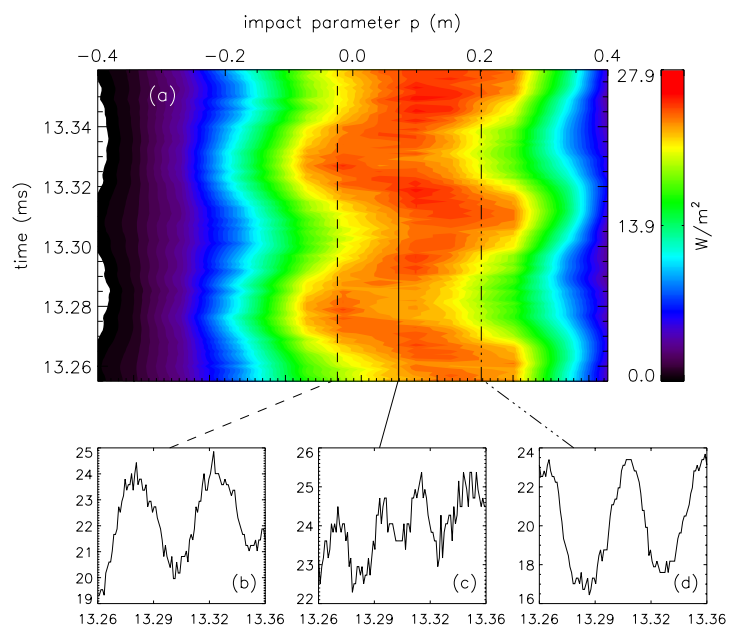 impact parameter p (m)
−0.4 −0.2 0.0 0.2 0.4
(a)
27.9
13.9
0.0
W/m²
time (ms)
13.34
13.32
13.30
13.28
13.26
25
24
23
22
21
20
19
(b)
13.26 13.29 13.32 13.36
26
25
24
23
22
(c)
13.26 13.29 13.33 13.36
24
22
20
18
16
(d)
13.26 13.29 13.33 13.36